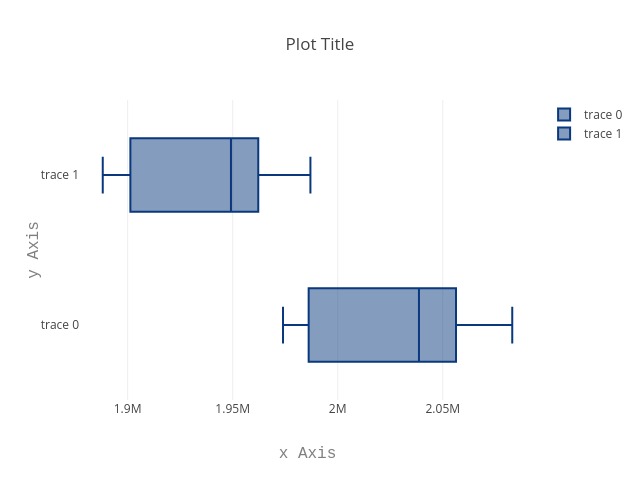 Plot Title
trace 0
trace 1
trace 1
trace 0
y Axis
1.9M 1.95M 2M 2.05M
x Axis